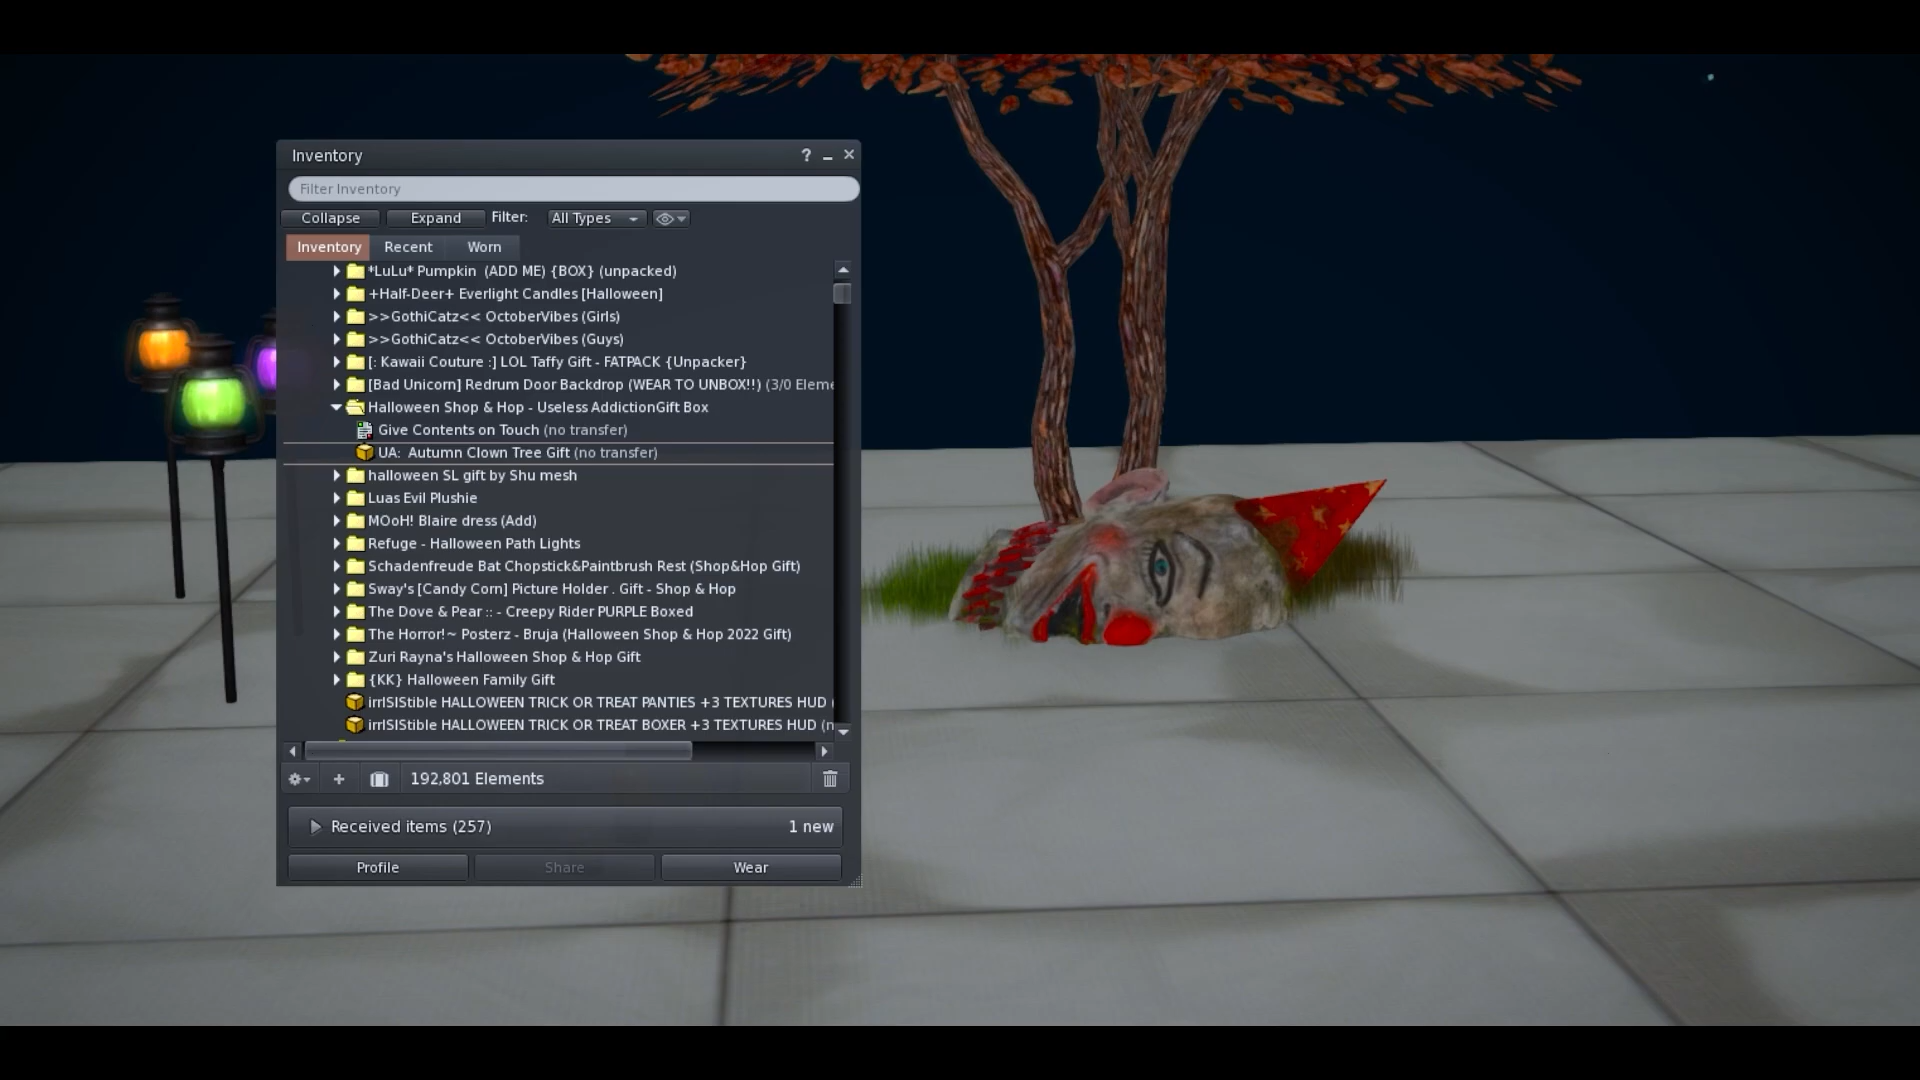 Inventory ?
Filter Inventory
Collapse Expand Filter: All Types
Inventory Recent Worn
*LuLu* Pumpkin (ADD ME) {BOX} (unpacked)
+Half-Deer+ Everlight Candles [Halloween]
>>GothiCatz<< OctoberVibes (Girls)
>>GothiCatz<< OctoberVibes (Guys)
[: Kawaii Couture :] LOL Taffy Gift - FATPACK {Unpacker}
[Bad Unicorn] Redrum Door Backdrop (WEAR TO UNBOX!!) (3/0 Eleme
Halloween Shop & Hop - Useless AddictionGift Box
Give Contents on Touch (no transfer)
UA: Autumn Clown Tree Gift (no transfer)
halloween SL gift by Shu mesh
Luas Evil Plushie
MOoH! Blaire dress (Add)
Refuge - Halloween Path Lights
Schadenfreude Bat Chopstick&Paintbrush Rest (Shop&Hop Gift)
Sway's [Candy Corn] Picture Holder . Gift - Shop & Hop
The Dove & Pear :: - Creepy Rider PURPLE Boxed
The Horror!~ Posterz - Bruja (Halloween Shop & Hop 2022 Gift)
Zuri Rayna's Halloween Shop & Hop Gift
{KK} Halloween Family Gift
irrISIStible HALLOWEEN TRICK OR TREAT PANTIES +3 TEXTURES HUD (
irrISIStible HALLOWEEN TRICK OR TREAT BOXER +3 TEXTURES HUD (n
192,801 Elements
Received items (257) 1 new
Profile Share Wear